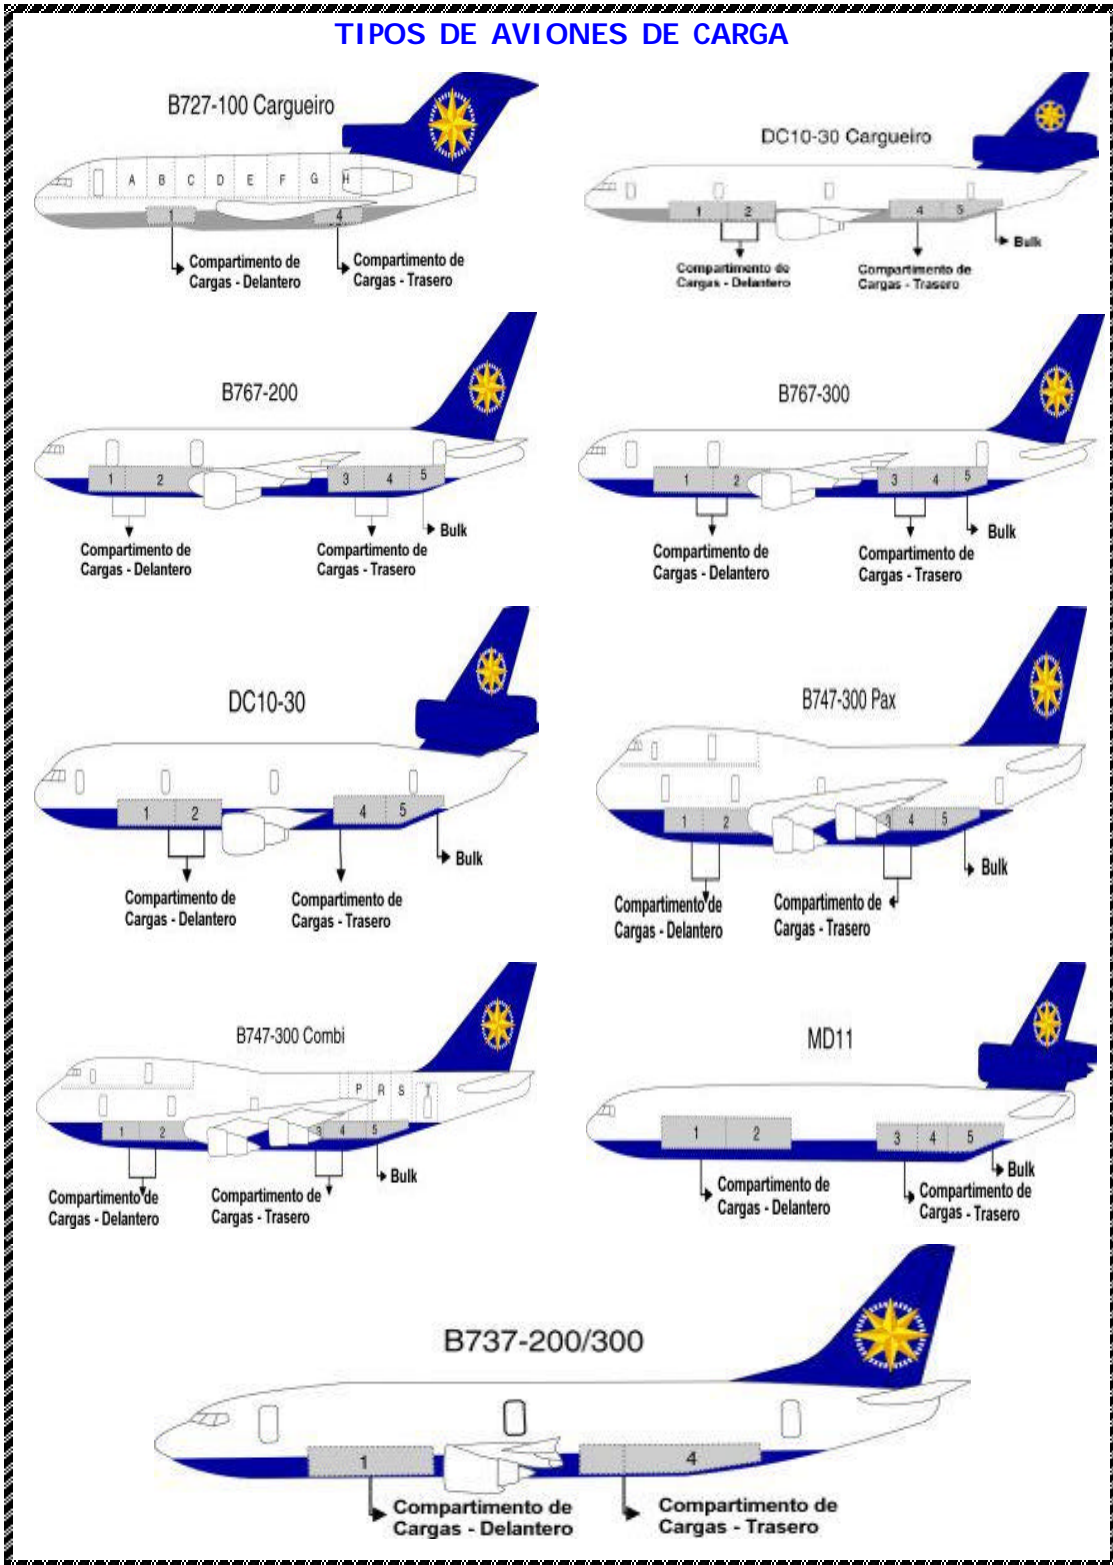 TIPOS DE AVIONES DE CARGA
B727-100 Cargueiro
A B C D E F G H
1 4
Compartimento de
Cargas - Delantero
Compartimento de
Cargas - Trasero
DC10-30 Cargueiro
1 2 4 5
Bulk
Compartimento de
Cargas - Delantero
Compartimento de
Cargas - Trasero
B767-200
1 2 3 4 5
Bulk
Compartimento de
Cargas - Delantero
Compartimento de
Cargas - Trasero
B767-300
1 2 3 4 5
Bulk
Compartimento de
Cargas - Delantero
Compartimento de
Cargas - Trasero
DC10-30
1 2 4 5
Bulk
Compartimento de
Cargas - Delantero
Compartimento de
Cargas - Trasero
B747-300 Pax
1 2 3 4 5
Bulk
Compartimento de
Cargas - Delantero
Compartimento de
Cargas - Trasero
B747-300 Combi
P R S T
1 2 3 4 5
Bulk
Compartimento de
Cargas - Delantero
Compartimento de
Cargas - Trasero
MD11
1 2 3 4 5
Bulk
Compartimento de
Cargas - Delantero
Compartimento de
Cargas - Trasero
B737-200/300
1 4
Compartimento de
Cargas - Delantero
Compartimento de
Cargas - Trasero